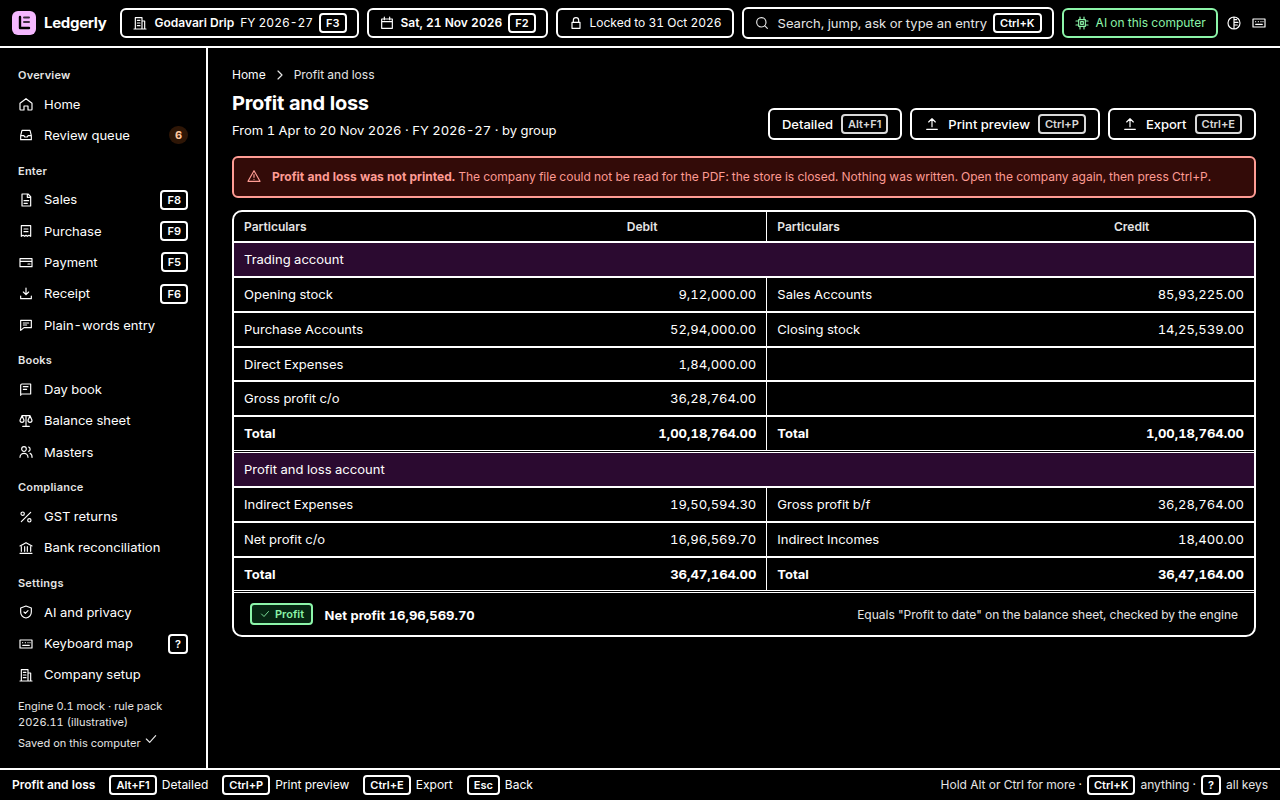 Ledgerly
Godavari Drip FY 2026-27 F3
Sat, 21 Nov 2026 F2
Locked to 31 Oct 2026
Search, jump, ask or type an entry Ctrl+K
AI on this computer
Overview
Home
Review queue 6
Enter
Sales F8
Purchase F9
Payment F5
Receipt F6
Plain-words entry
Books
Day book
Balance sheet
Masters
Compliance
GST returns
Bank reconciliation
Settings
AI and privacy
Keyboard map ?
Company setup
Engine 0.1 mock · rule pack
2026.11 (illustrative)
Saved on this computer
Home Profit and loss
Profit and loss
From 1 Apr to 20 Nov 2026 · FY 2026-27 · by group
Detailed Alt+F1
Print preview Ctrl+P
Export Ctrl+E
Profit and loss was not printed. The company file could not be read for the PDF: the store is closed. Nothing was written. Open the company again, then press Ctrl+P.
Particulars Debit Particulars Credit
Trading account
Opening stock 9,12,000.00 Sales Accounts 85,93,225.00
Purchase Accounts 52,94,000.00 Closing stock 14,25,539.00
Direct Expenses 1,84,000.00
Gross profit c/o 36,28,764.00
Total 1,00,18,764.00 Total 1,00,18,764.00
Profit and loss account
Indirect Expenses 19,50,594.30 Gross profit b/f 36,28,764.00
Net profit c/o 16,96,569.70 Indirect Incomes 18,400.00
Total 36,47,164.00 Total 36,47,164.00
Profit Net profit 16,96,569.70 Equals "Profit to date" on the balance sheet, checked by the engine
Profit and loss Alt+F1 Detailed Ctrl+P Print preview Ctrl+E Export Esc Back Hold Alt or Ctrl for more · Ctrl+K anything · ? all keys